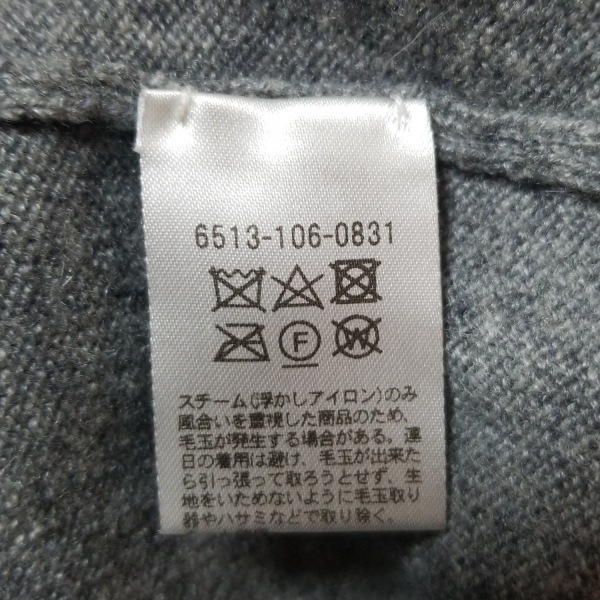 6513-106-0831
F W
スチーム(浮かしアイロン)のみ
風合いを重視した商品のため、
毛玉が発生する場合がある。連
日の着用は避け、毛玉が出来た
ら引っ張って取ろうとせず、生
地をいためないように毛玉取り
器やハサミなどで取り除く。